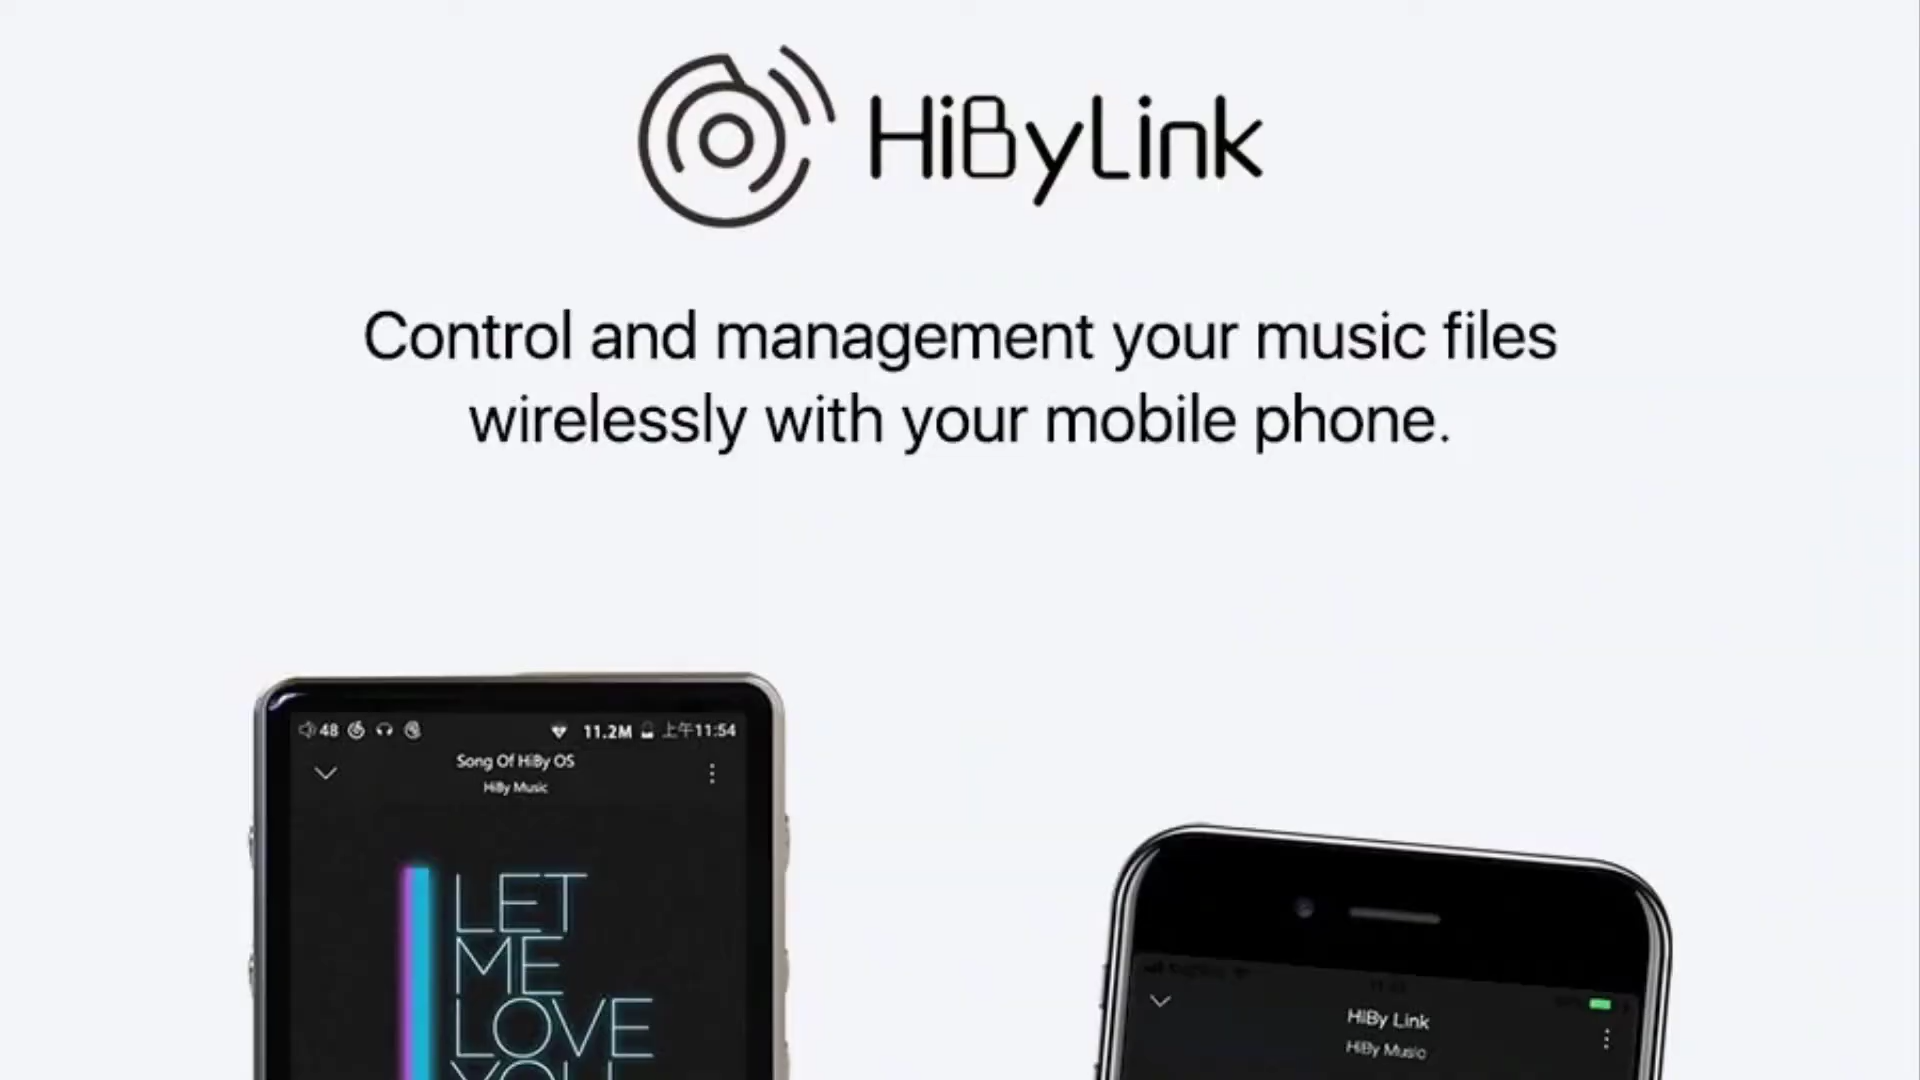 HiByLink
Control and management your music files
wirelessly with your mobile phone.
48 11.2M 上午11:54
Song Of HiBy OS
HiBy Music
LET
ME
LOVE
YOU
HiBy Link
HiBy Music